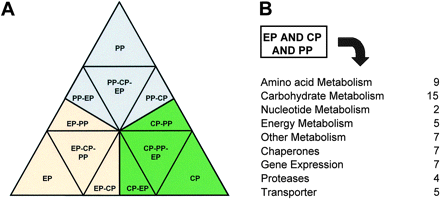 A
PP
PP-CP-
EP
PP-EP
PP-CP
EP-PP
CP-PP
EP-CP-
PP
CP-PP-
EP
EP
EP-CP
CP-EP
CP
B
EP AND CP
AND PP
Amino acid Metabolism 9
Carbohydrate Metabolism 15
Nucleotide Metabolism 2
Energy Metabolism 5
Other Metabolism 7
Chaperones 7
Gene Expression 7
Proteases 4
Transporter 5